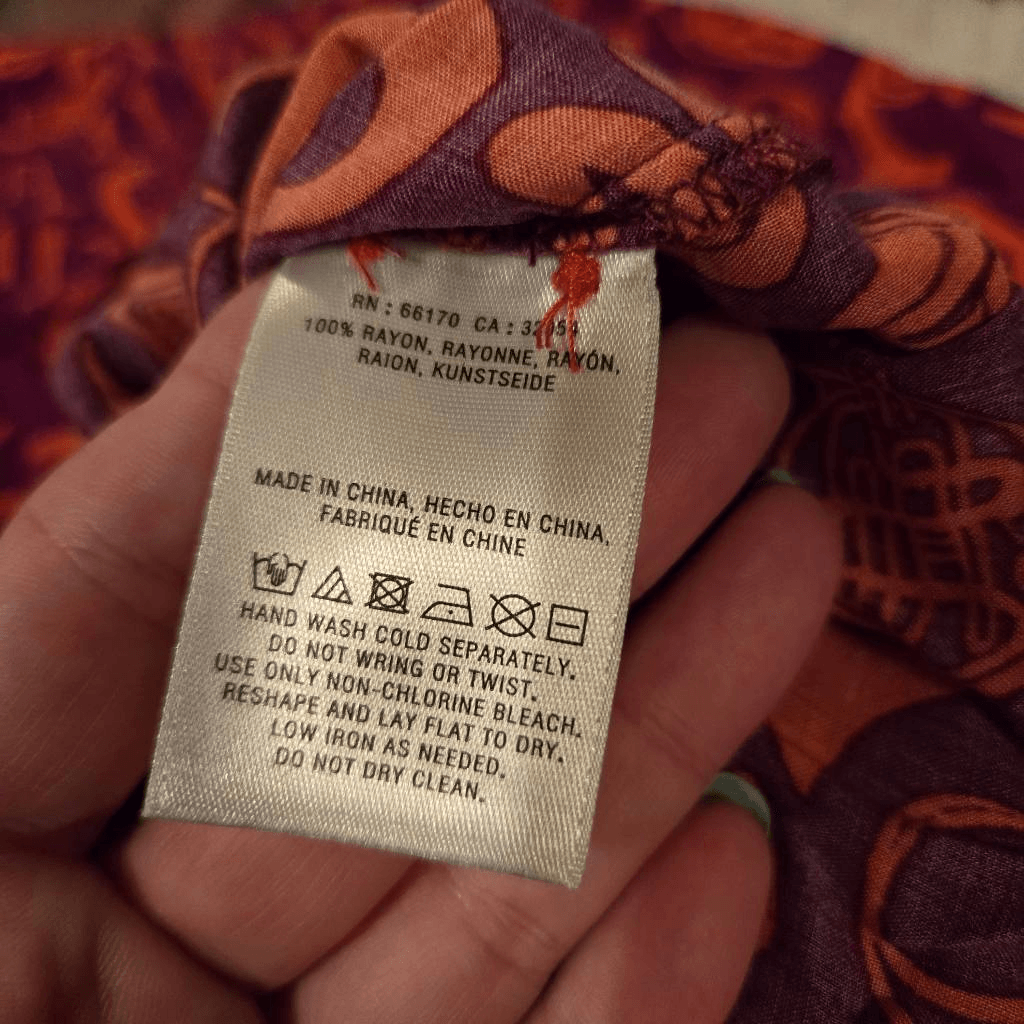 RN : 66170 CA :
100% RAYON, RAYONNE, RAYÓN,
RAION, KUNSTSEIDE
MADE IN CHINA, HECHO EN CHINA,
FABRIQUÉ EN CHINE
HAND WASH COLD SEPARATELY.
DO NOT WRING OR TWIST.
USE ONLY NON-CHLORINE BLEACH.
RESHAPE AND LAY FLAT TO DRY.
LOW IRON AS NEEDED.
DO NOT DRY CLEAN.